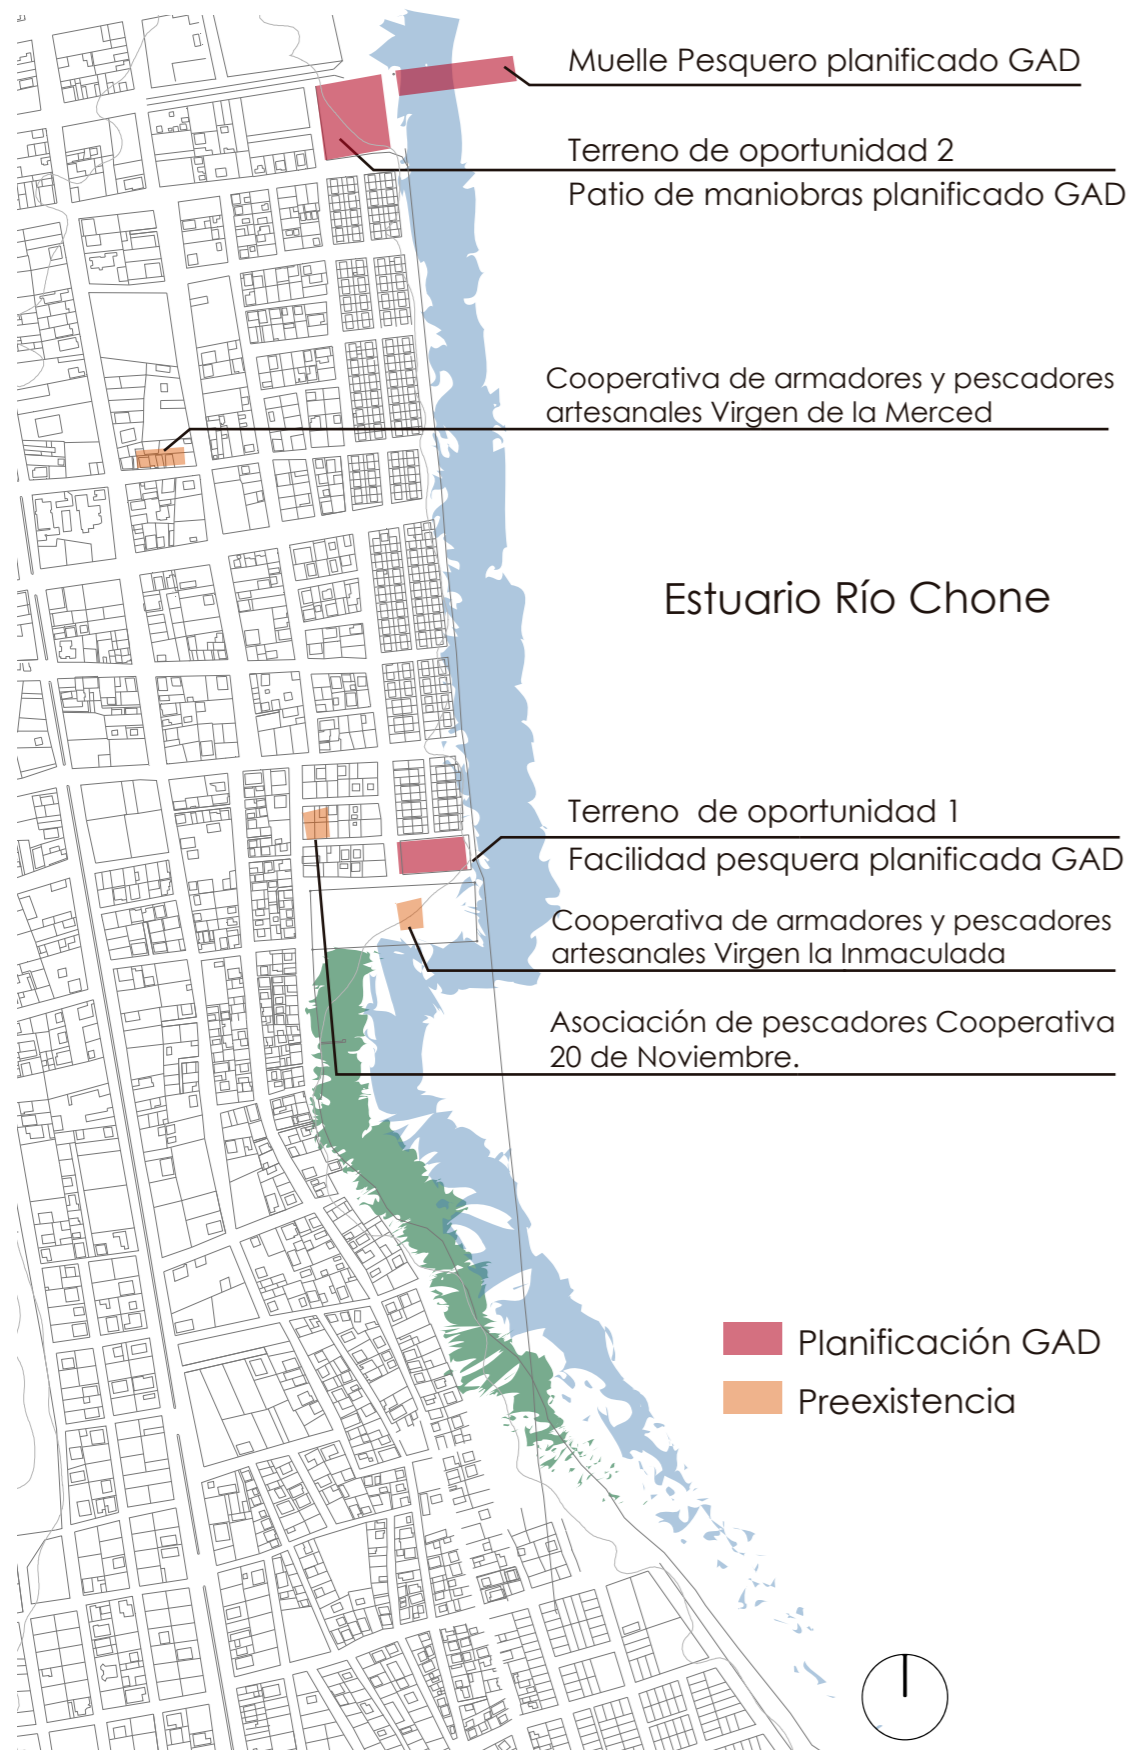 Muelle Pesquero planificado GAD
Terreno de oportunidad 2
Patio de maniobras planificado GAD
Cooperativa de armadores y pescadores
artesanales Virgen de la Merced
Estuario Río Chone
Terreno de oportunidad 1
Facilidad pesquera planificada GAD
Cooperativa de armadores y pescadores
artesanales Virgen la Inmaculada
Asociación de pescadores Cooperativa
20 de Noviembre.
Planificación GAD
Preexistencia